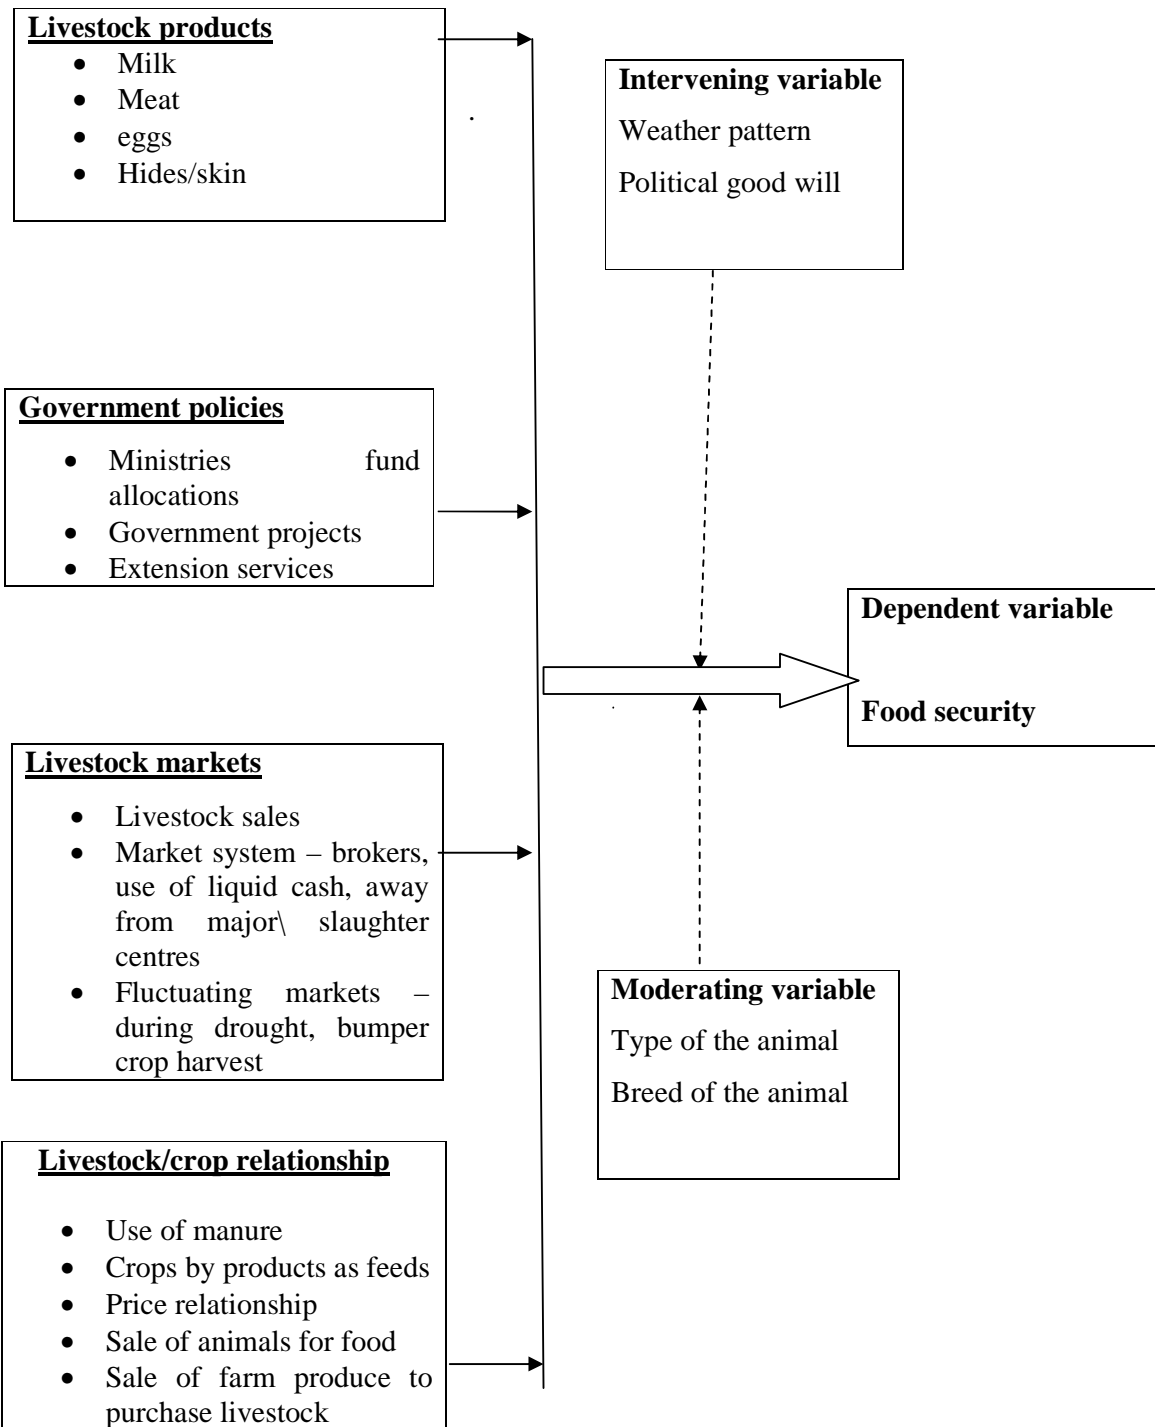 Livestock products
• Milk
• Meat
• eggs
• Hides/skin
Intervening variable
Weather pattern
Political good will
Government policies
• Ministries fund
allocations
• Government projects
• Extension services
Dependent variable
Food security
Livestock markets
• Livestock sales
• Market system – brokers,
use of liquid cash, away
from major\ slaughter
centres
• Fluctuating markets –
during drought, bumper
crop harvest
Moderating variable
Type of the animal
Breed of the animal
Livestock/crop relationship
• Use of manure
• Crops by products as feeds
• Price relationship
• Sale of animals for food
• Sale of farm produce to
purchase livestock